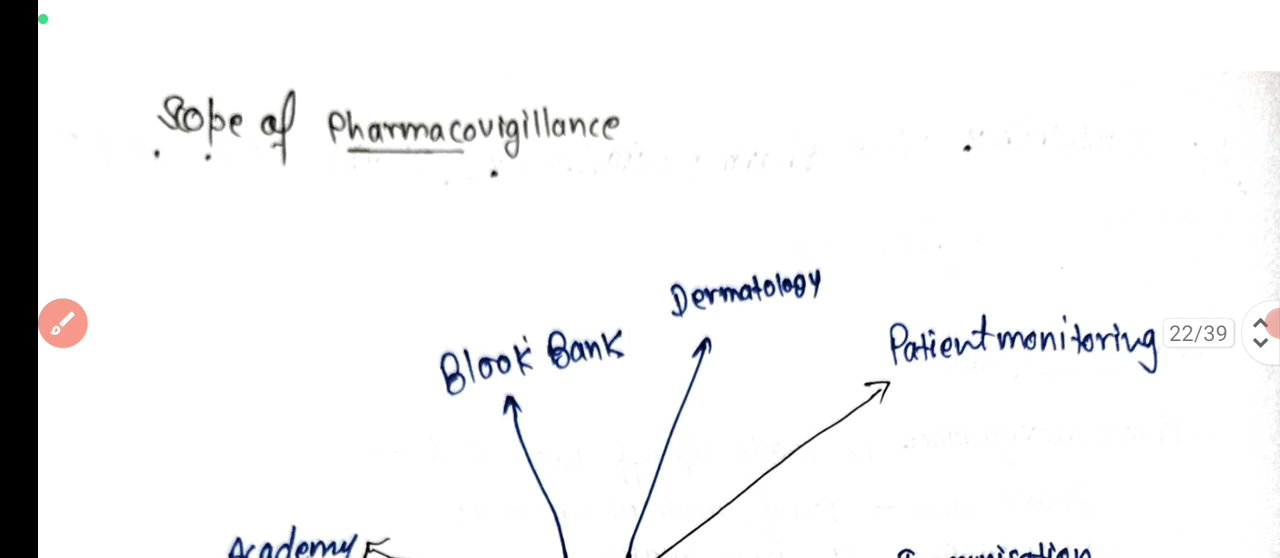 Scope of Pharmacovigillance
Dermatology
Blook Bank
Patient monitoring
22/39
Academy